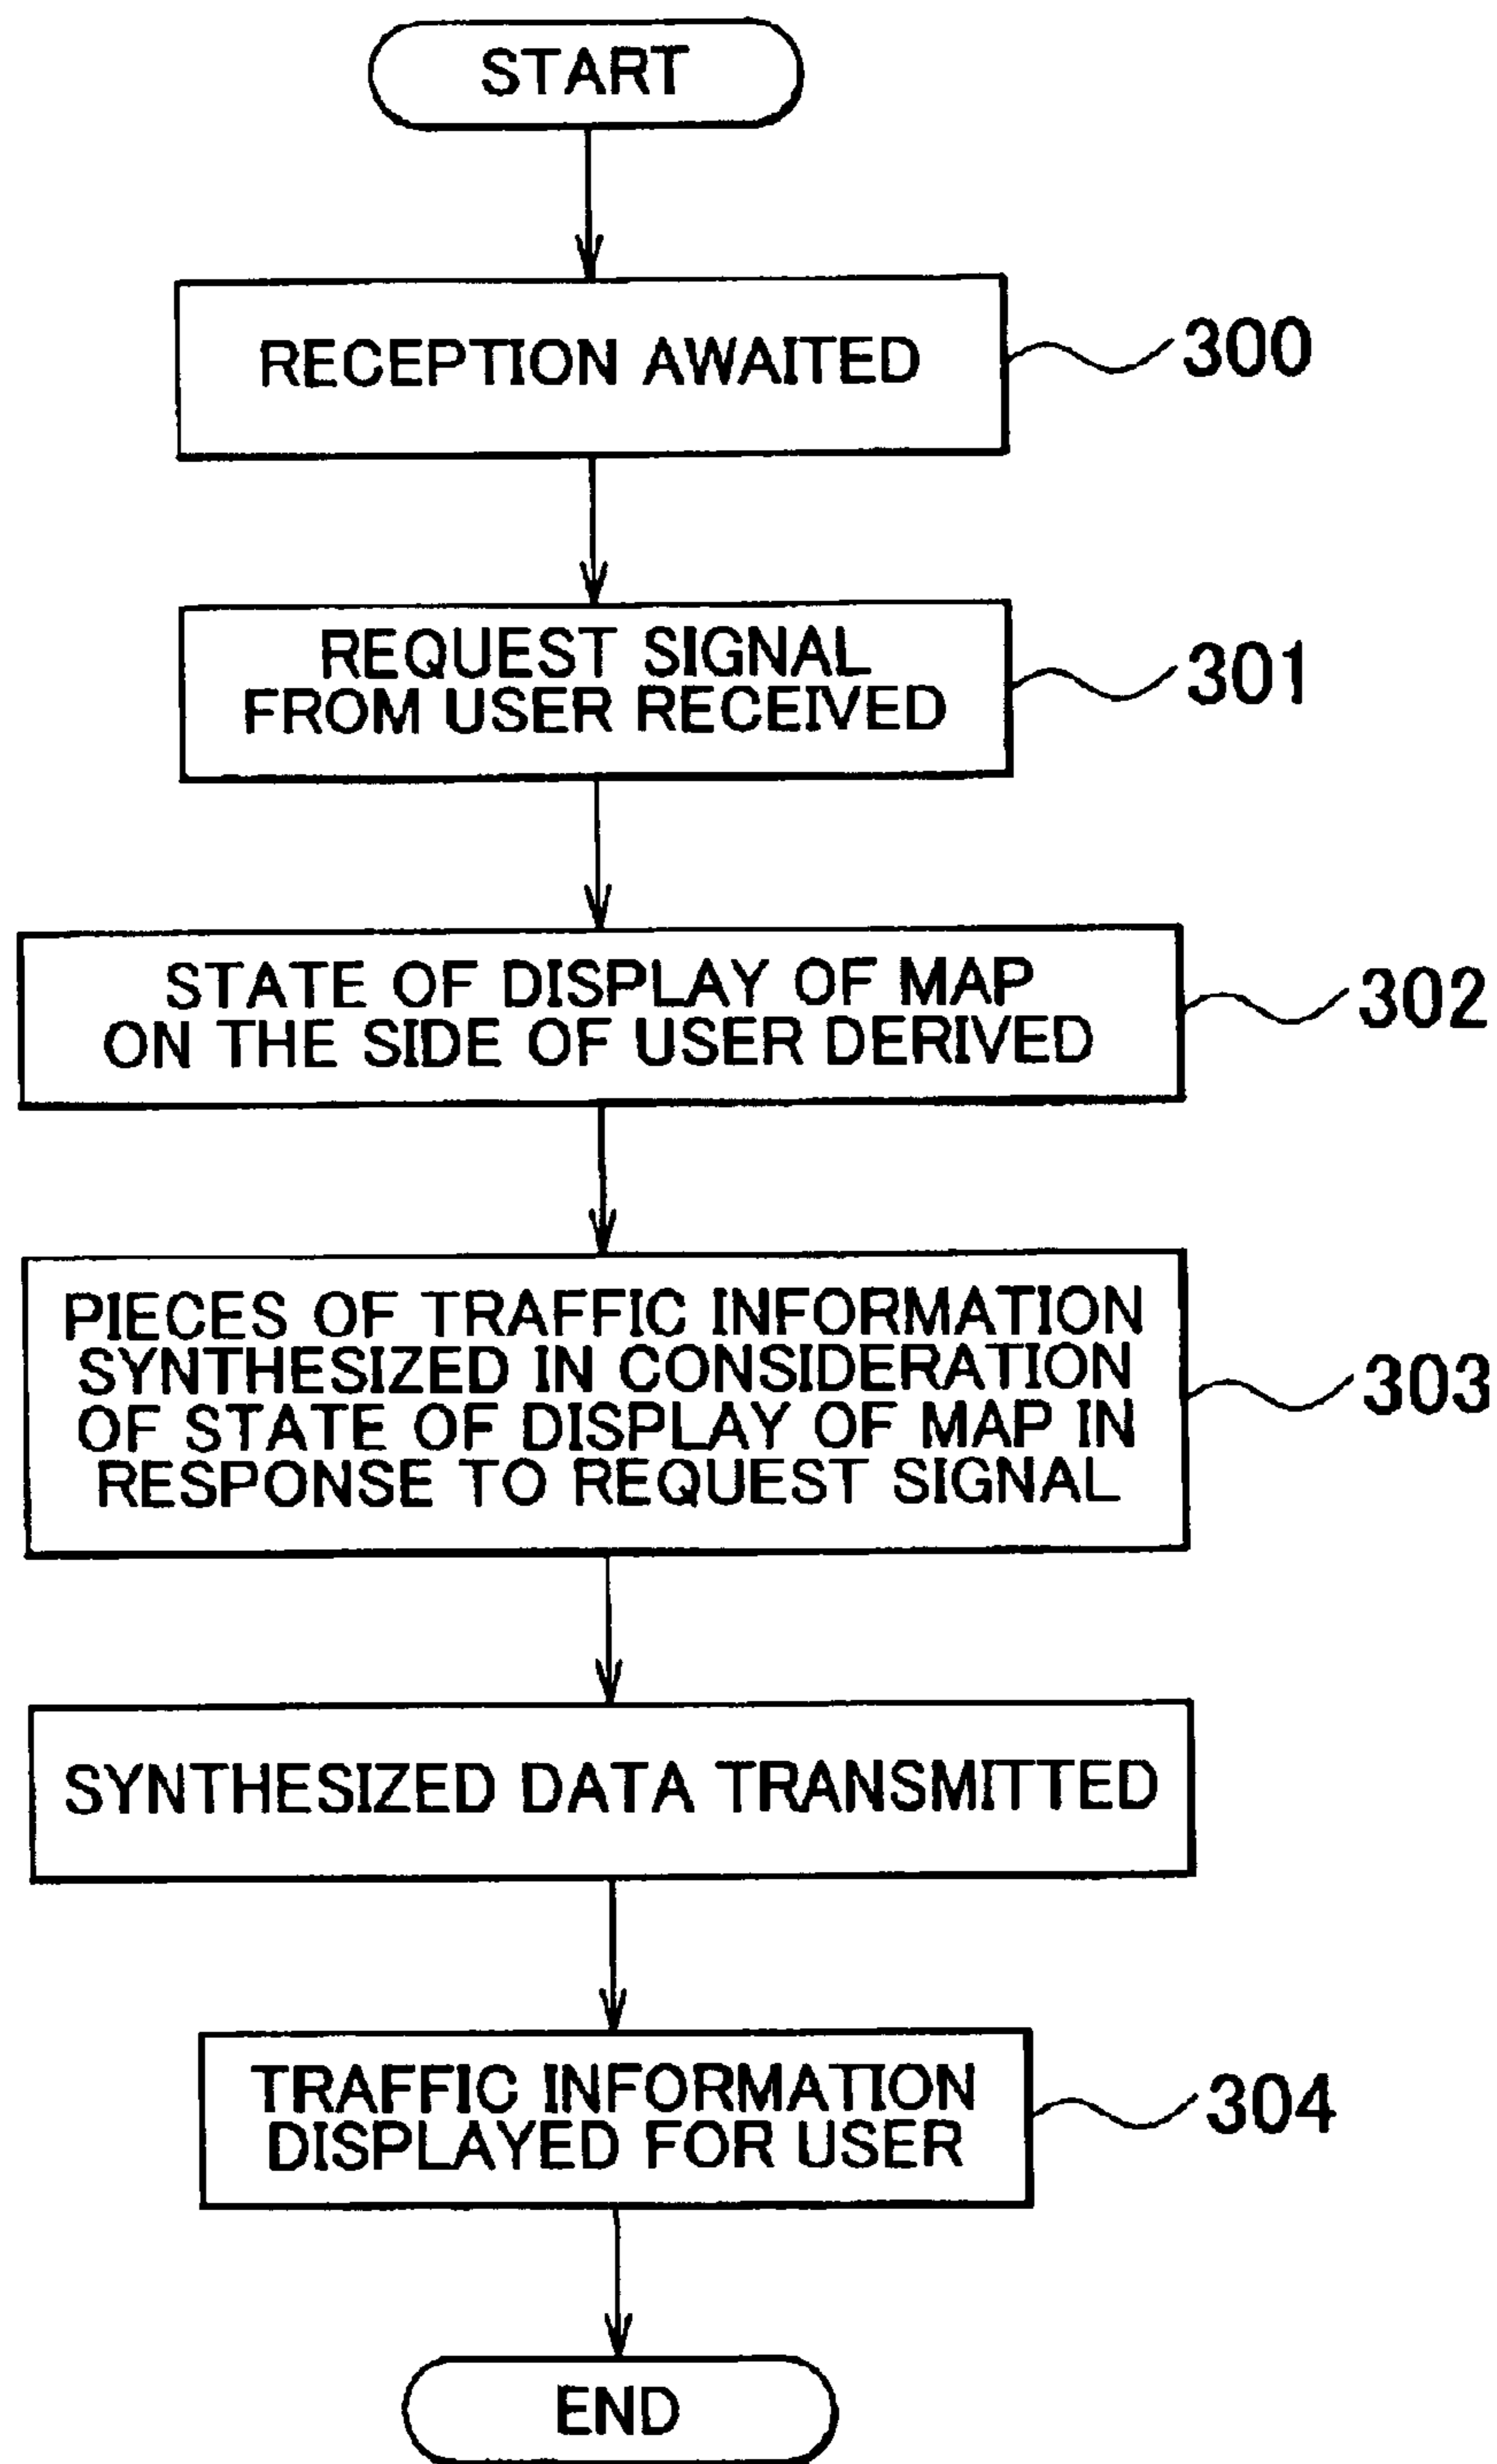 START
RECEPTION AWAITED
300
REQUEST SIGNAL
FROM USER RECEIVED
301
STATE OF DISPLAY OF MAP
ON THE SIDE OF USER DERIVED
302
PIECES OF TRAFFIC INFORMATION
SYNTHESIZED IN CONSIDERATION
OF STATE OF DISPLAY OF MAP IN
RESPONSE TO REQUEST SIGNAL
303
SYNTHESIZED DATA TRANSMITTED
TRAFFIC INFORMATION
DISPLAYED FOR USER
304
END